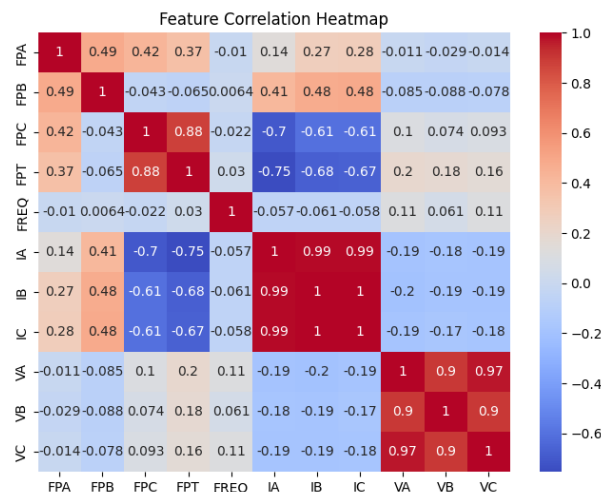 Feature Correlation Heatmap
FPA 1 0.49 0.42 0.37 -0.01 0.14 0.27 0.28 -0.011 -0.029 -0.014
FPB 0.49 1 -0.043 -0.065 0.0064 0.41 0.48 0.48 -0.085 -0.088 -0.078
FPC 0.42 -0.043 1 0.88 -0.022 -0.7 -0.61 -0.61 0.1 0.074 0.093
FPT 0.37 -0.065 0.88 1 0.03 -0.75 -0.68 -0.67 0.2 0.18 0.16
FREQ -0.01 0.0064 -0.022 0.03 1 -0.057 -0.061 -0.058 0.11 0.061 0.11
IA 0.14 0.41 -0.7 -0.75 -0.057 1 0.99 0.99 -0.19 -0.18 -0.19
IB 0.27 0.48 -0.61 -0.68 -0.061 0.99 1 1 -0.2 -0.19 -0.19
IC 0.28 0.48 -0.61 -0.67 -0.058 0.99 1 1 -0.19 -0.17 -0.18
VA -0.011 -0.085 0.1 0.2 0.11 -0.19 -0.2 -0.19 1 0.9 0.97
VB -0.029 -0.088 0.074 0.18 0.061 -0.18 -0.19 -0.17 0.9 1 0.9
VC -0.014 -0.078 0.093 0.16 0.11 -0.19 -0.19 -0.18 0.97 0.9 1
FPA FPB FPC FPT FREQ IA IB IC VA VB VC
1.0
0.8
0.6
0.4
0.2
0.0
-0.2
-0.4
-0.6